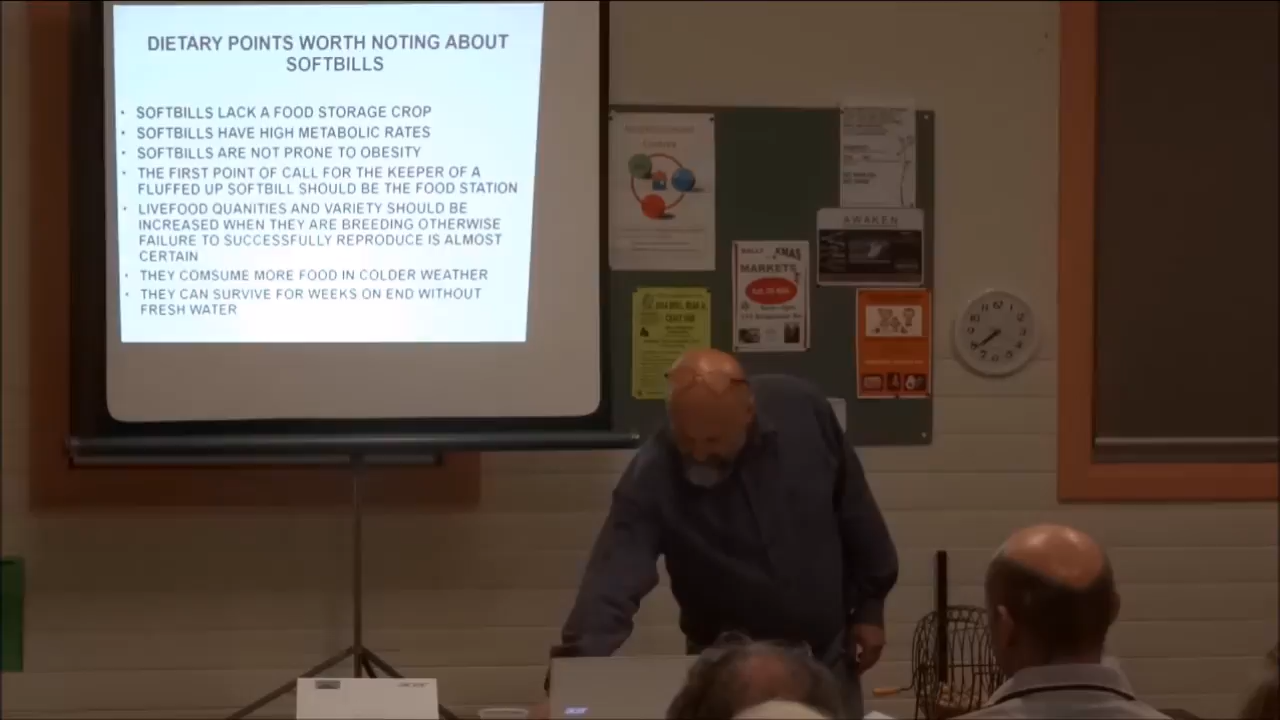 DIETARY POINTS WORTH NOTING ABOUT
SOFTBILLS
• SOFTBILLS LACK A FOOD STORAGE CROP
• SOFTBILLS HAVE HIGH METABOLIC RATES
• SOFTBILLS ARE NOT PRONE TO OBESITY
• THE FIRST POINT OF CALL FOR THE KEEPER OF A
FLUFFED UP SOFTBILL SHOULD BE THE FOOD STATION
• LIVEFOOD QUANITIES AND VARIETY SHOULD BE
INCREASED WHEN THEY ARE BREEDING OTHERWISE
FAILURE TO SUCCESSFULLY REPRODUCE IS ALMOST
CERTAIN
• THEY COMSUME MORE FOOD IN COLDER WEATHER
• THEY CAN SURVIVE FOR WEEKS ON END WITHOUT
FRESH WATER
AWAKEN
XMAS
MARKETS
acer
acer